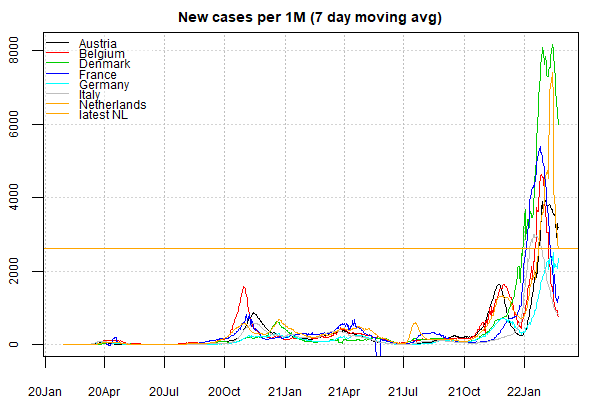 New cases per 1M (7 day moving avg)
8000
6000
4000
2000
0
Austria
Belgium
Denmark
France
Germany
Italy
Netherlands
latest NL
20Jan 20Apr 20Jul 20Oct 21Jan 21Apr 21Jul 21Oct 22Jan